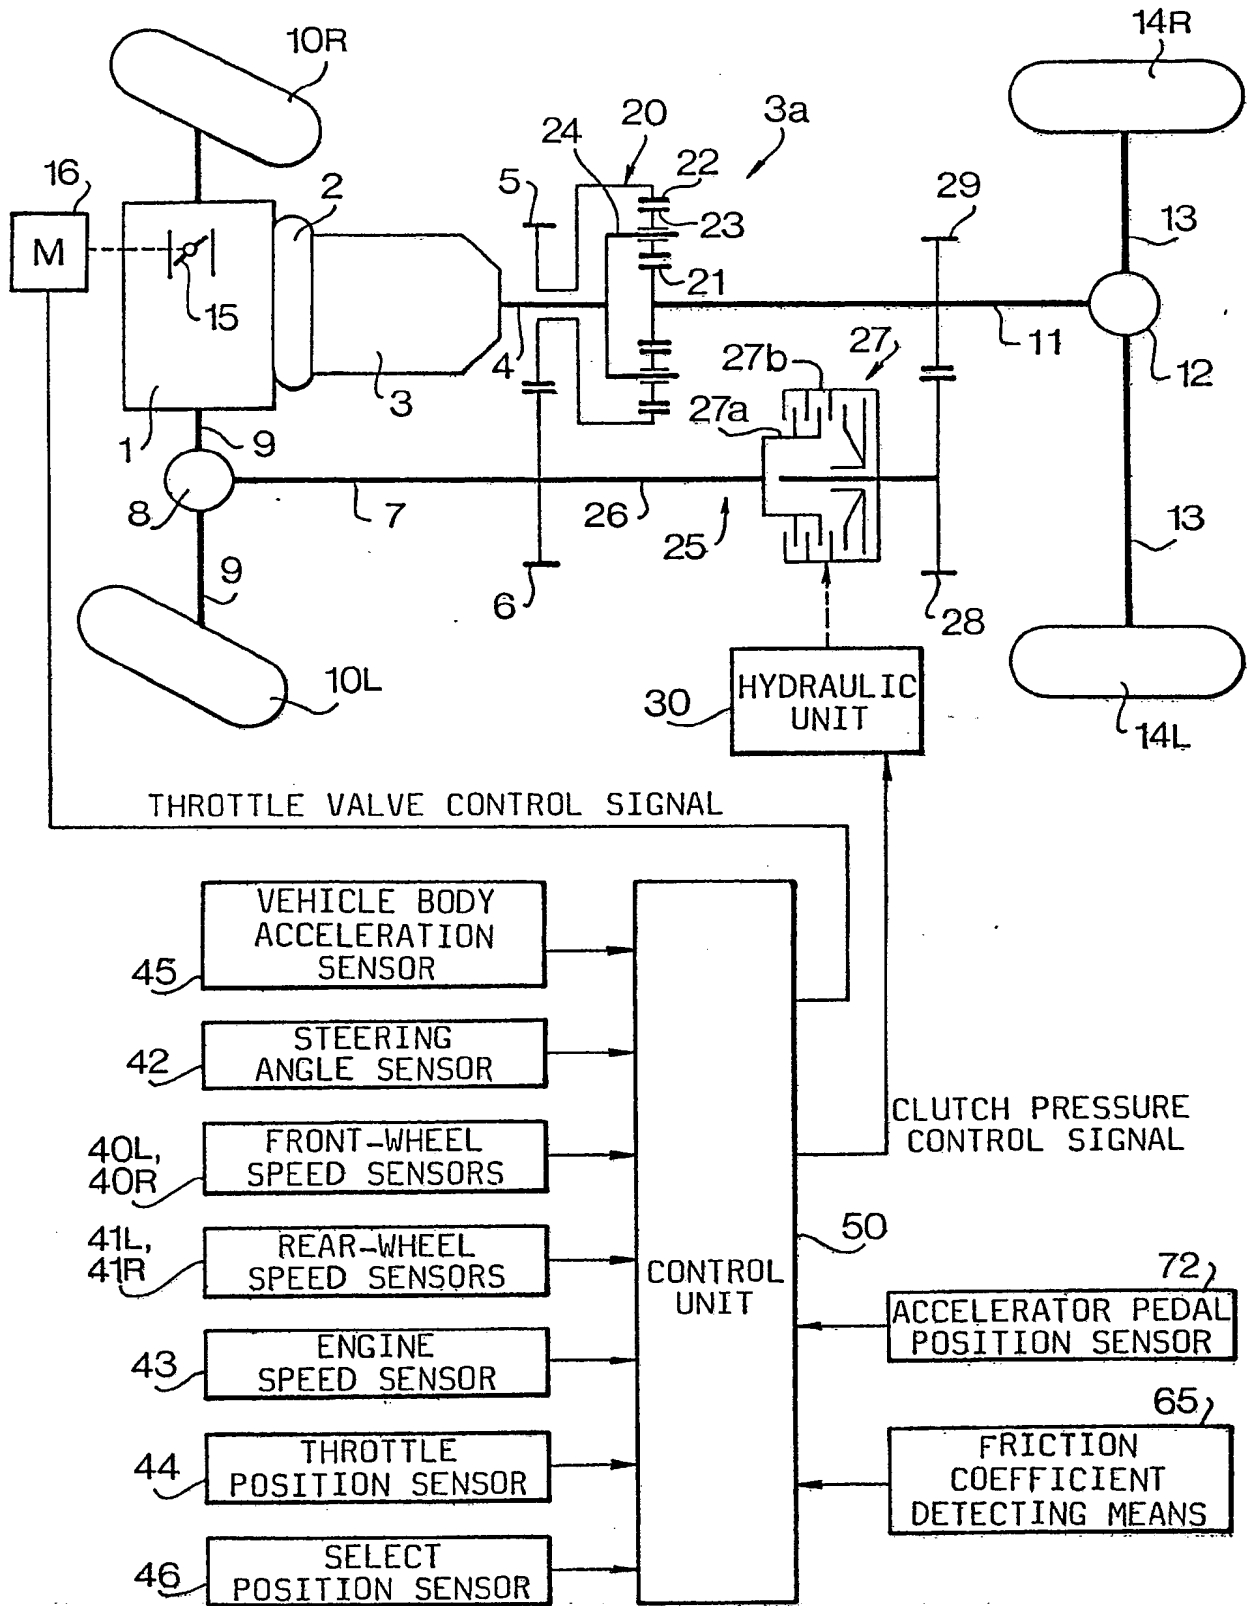 10R
14R
3a
20
24
22
5
23
16
2
29
M
21
13
15
4
11
27
27b
12
3
27a
1
9
8
7
26
25
13
9
6
28
10L
30
HYDRAULIC
UNIT
14L
THROTTLE VALVE CONTROL SIGNAL
VEHICLE BODY
ACCELERATION
SENSOR
45
STEERING
ANGLE SENSOR
42
CLUTCH PRESSURE
CONTROL SIGNAL
40L,
40R
FRONT-WHEEL
SPEED SENSORS
41L,
41R
REAR-WHEEL
SPEED SENSORS
50
CONTROL
UNIT
72
ACCELERATOR PEDAL
POSITION SENSOR
43
ENGINE
SPEED SENSOR
65
FRICTION
COEFFICIENT
DETECTING MEANS
44
THROTTLE
POSITION SENSOR
46
SELECT
POSITION SENSOR